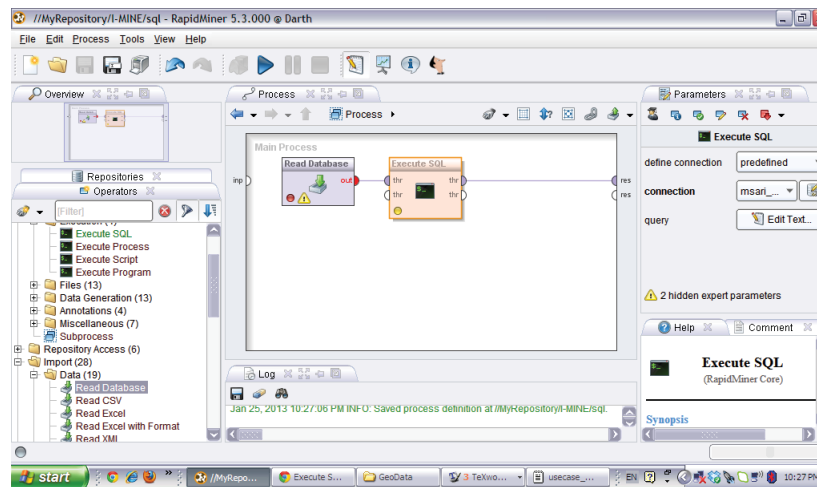 //MyRepository/I-MINE/sql - RapidMiner 5.3.000 @ Darth
File Edit Process Tools View Help
Overview
Process
Parameters
Process
Main Process
Read Database
Execute SQL
inp
out
thr
thr
thr
thr
res
res
Execute SQL
define connection
predefined
connection
msari_...
query
Edit Text...
2 hidden expert parameters
Repositories
Operators
[Filter]
Execution (4)
Execute SQL
Execute Process
Execute Script
Execute Program
Files (13)
Data Generation (13)
Annotations (4)
Miscellaneous (7)
Subprocess
Repository Access (6)
Import (28)
Data (19)
Read Database
Read CSV
Read Excel
Read Excel with Format
Read XML
Log
Jan 25, 2013 10:27:06 PM INFO: Saved process definition at //MyRepository/I-MINE/sql.
Help
Comment
Execute SQL
(RapidMiner Core)
Synopsis
start
//MyRepo...
Execute S...
GeoData
3 TeXwo...
usecase_...
EN
10:27 PM